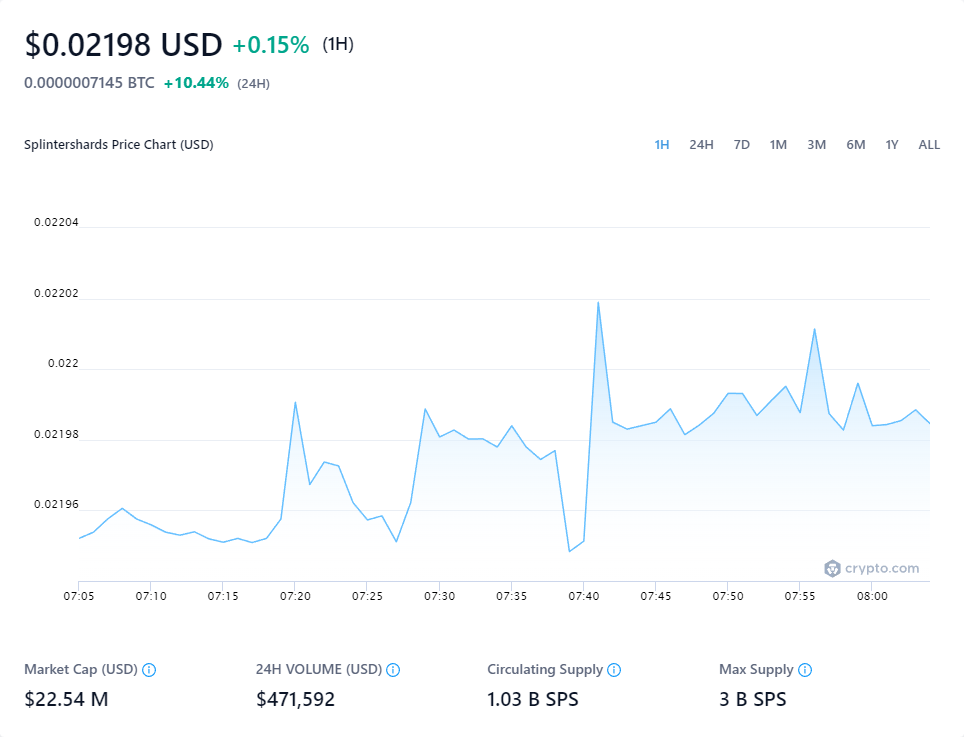 $0.02198 USD +0.15% (1H)
0.0000007145 BTC +10.44% (24H)
Splintershards Price Chart (USD) 1H 24H 7D 1M 3M 6M 1Y ALL
0.02204
0.02202
0.022
0.02198
0.02196
crypto.com
07:05 07:10 07:15 07:20 07:25 07:30 07:35 07:40 07:45 07:50 07:55 08:00
Market Cap (USD) 24H VOLUME (USD) Circulating Supply Max Supply
$22.54 M $471,592 1.03 B SPS 3 B SPS